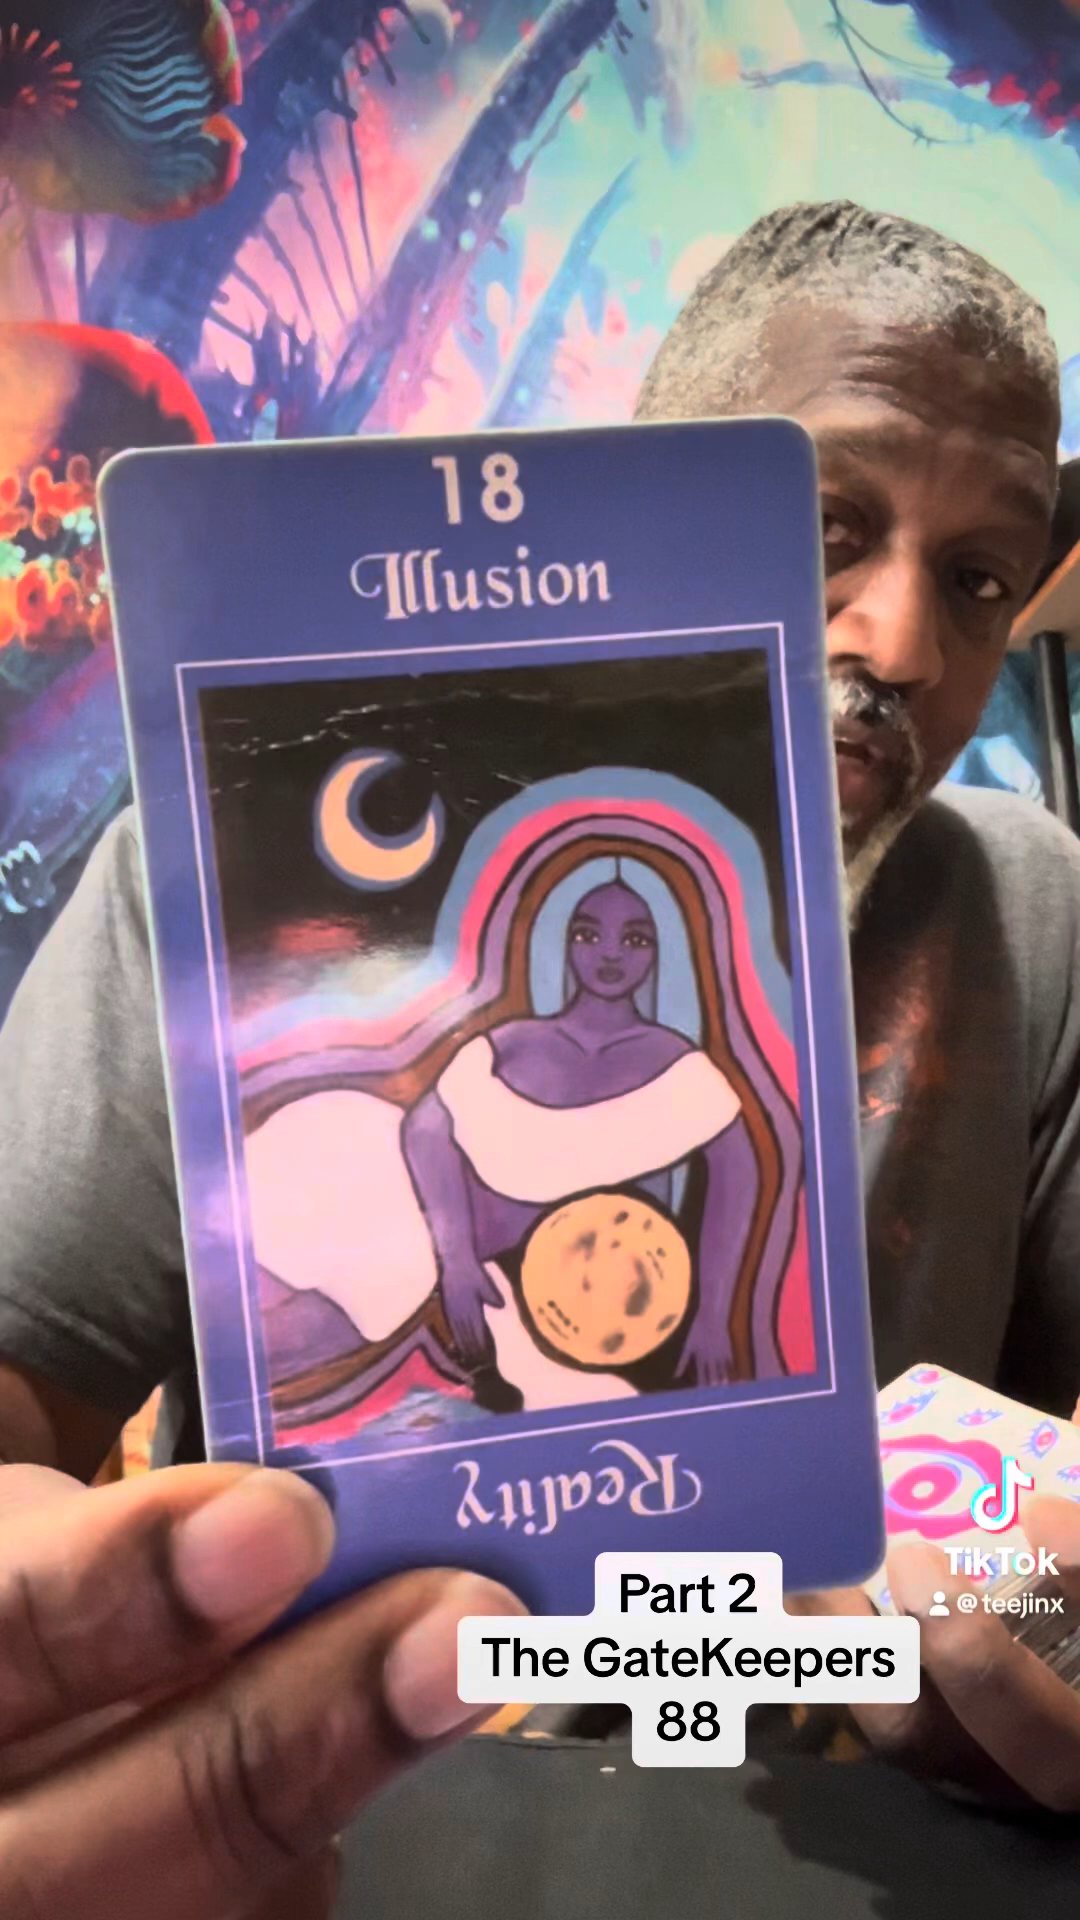 18
Illusion
Reality
Part 2
The GateKeepers
88
TikTok
@teejinx